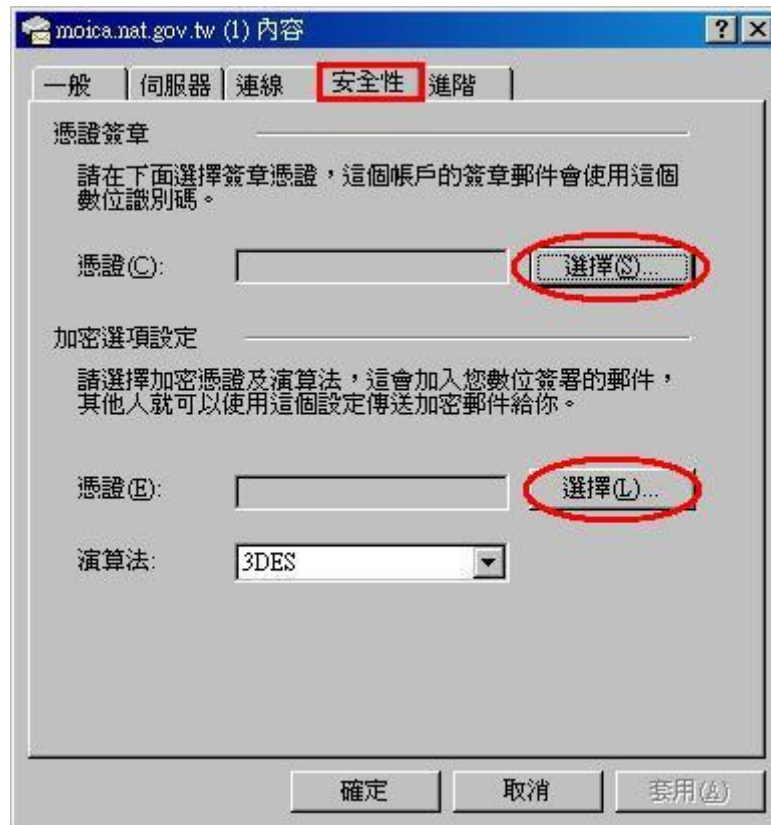 moica.nat.gov.tw (1) 內容
一般 伺服器 連線 安全性 進階
憑證簽章
請在下面選擇簽章憑證，這個帳戶的簽章郵件會使用這個
數位識別碼。
憑證(C): 選擇(S)...
加密選項設定
請選擇加密憑證及演算法，這會加入您數位簽署的郵件，
其他人就可以使用這個設定傳送加密郵件給你。
憑證(E): 選擇(L)...
演算法: 3DES
確定 取消 套用(A)